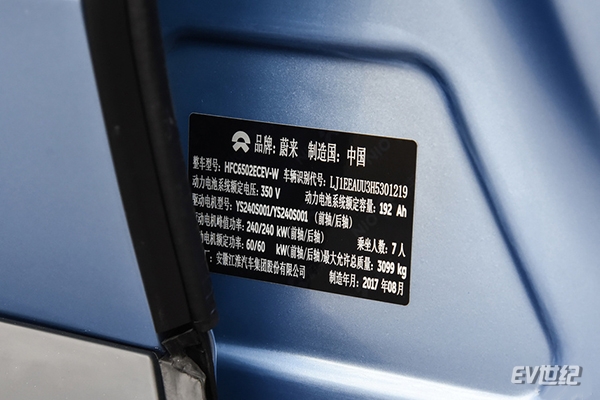 品牌：蔚来 制造国：中国
整车型号：HFC6502ECEV-W 车辆识别代号：LJ1EEAUU3H5301219
动力电池系统额定电压：350 V 动力电池系统额定容量：192 Ah
驱动电机型号：YS240S001/YS240S001 (前轴/后轴)
动电机峰值功率：240/240 kW(前轴/后轴) 乘坐人数：7人
电机额定功率：60/60 kW(前轴/后轴)最大允许总质量：3099 kg
厂：安徽江淮汽车集团股份有限公司 制造年月：2017年08月
EV世纪